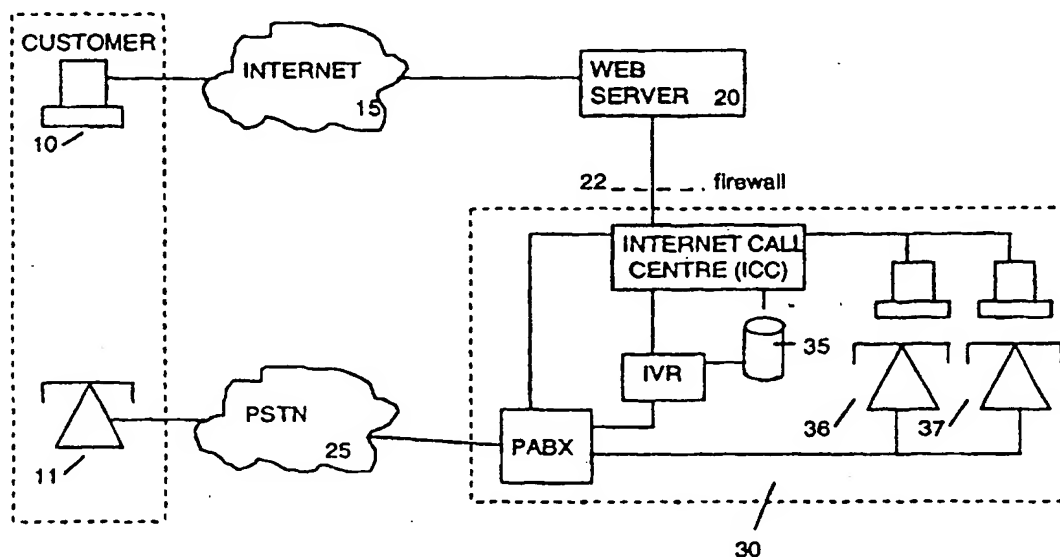 CUSTOMER
INTERNET
15
WEB
SERVER 20
10
22 firewall
INTERNET CALL
CENTRE (ICC)
35
IVR
PSTN
25
PABX
36
37
11
30